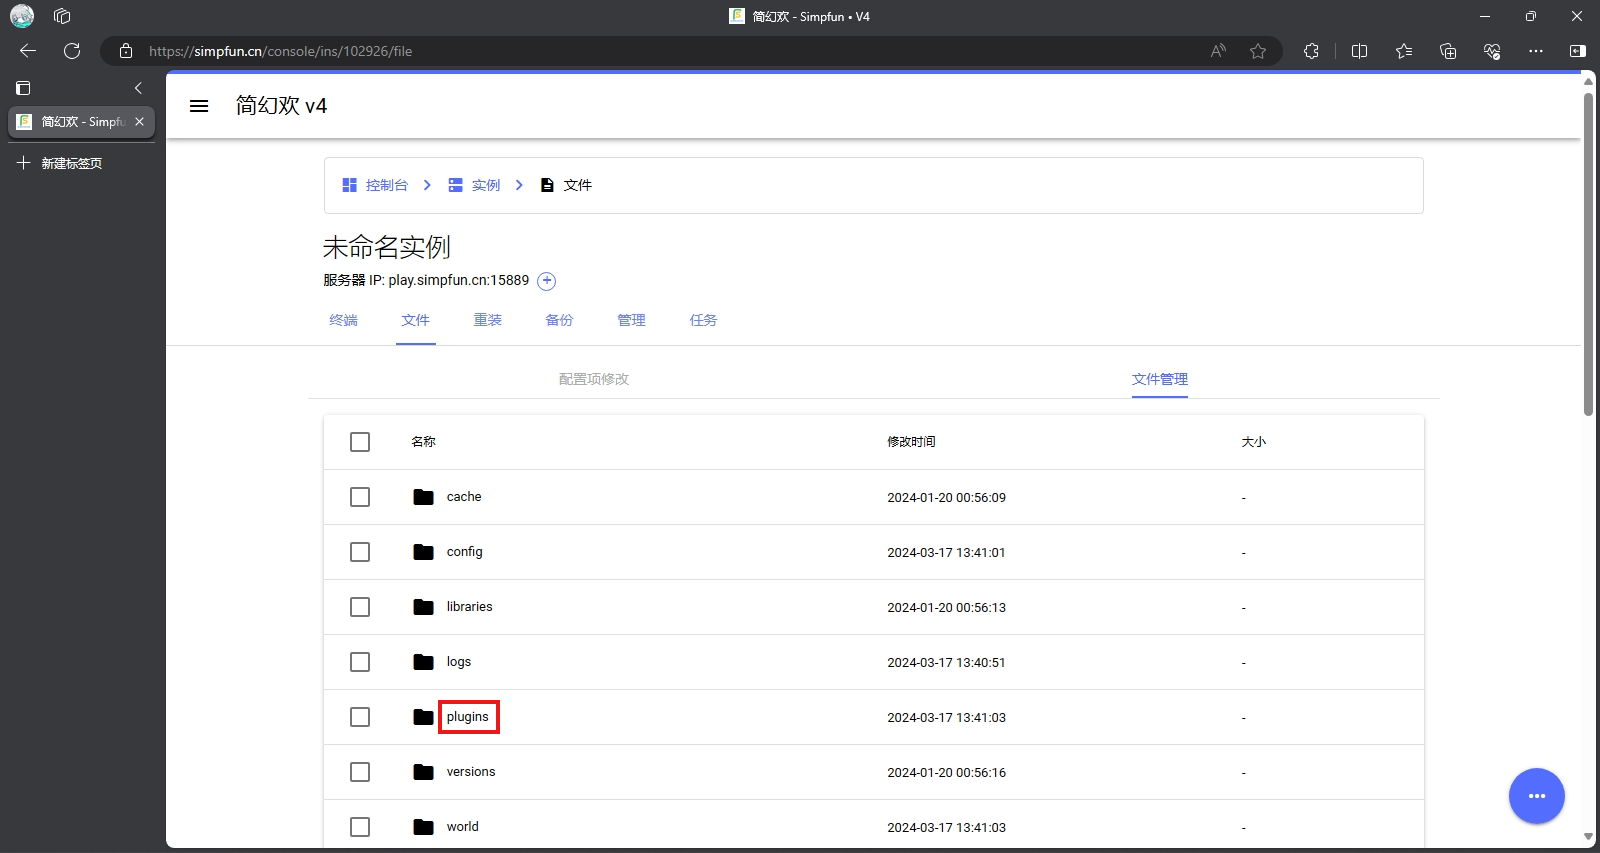 简幻欢 - Simpfun • V4
https://simpfun.cn/console/ins/102926/file
简幻欢 - Simpfu
新建标签页
简幻欢 v4
控制台 实例 文件
未命名实例
服务器 IP: play.simpfun.cn:15889
终端 文件 重装 备份 管理 任务
配置项修改 文件管理
名称 修改时间 大小
cache 2024-01-20 00:56:09 -
config 2024-03-17 13:41:01 -
libraries 2024-01-20 00:56:13 -
logs 2024-03-17 13:40:51 -
plugins 2024-03-17 13:41:03 -
versions 2024-01-20 00:56:16 -
world 2024-03-17 13:41:03 -